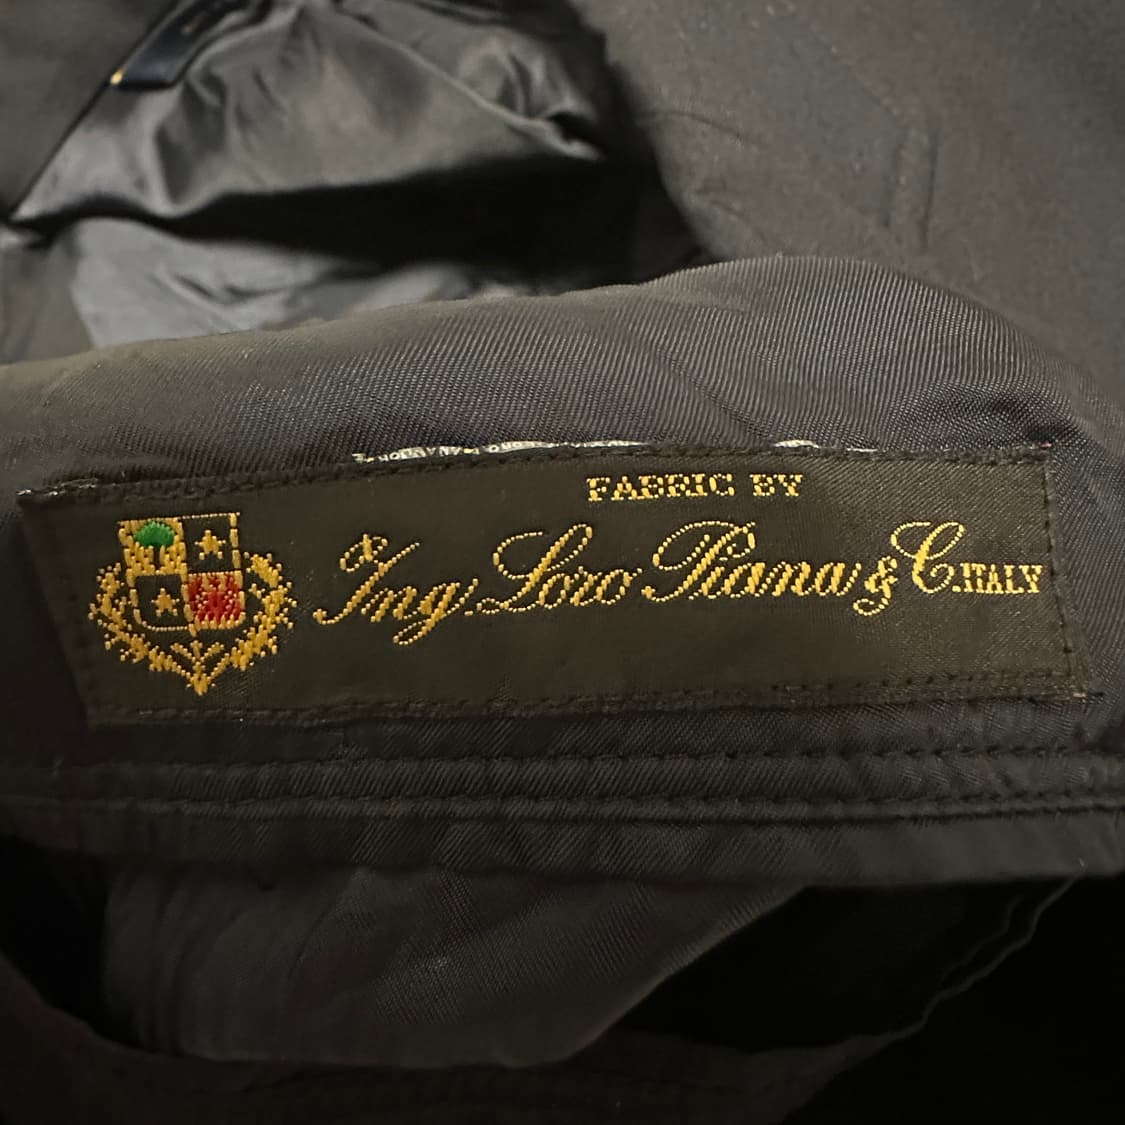 FABRIC BY
Ing. Loro Piana & C. ITALY